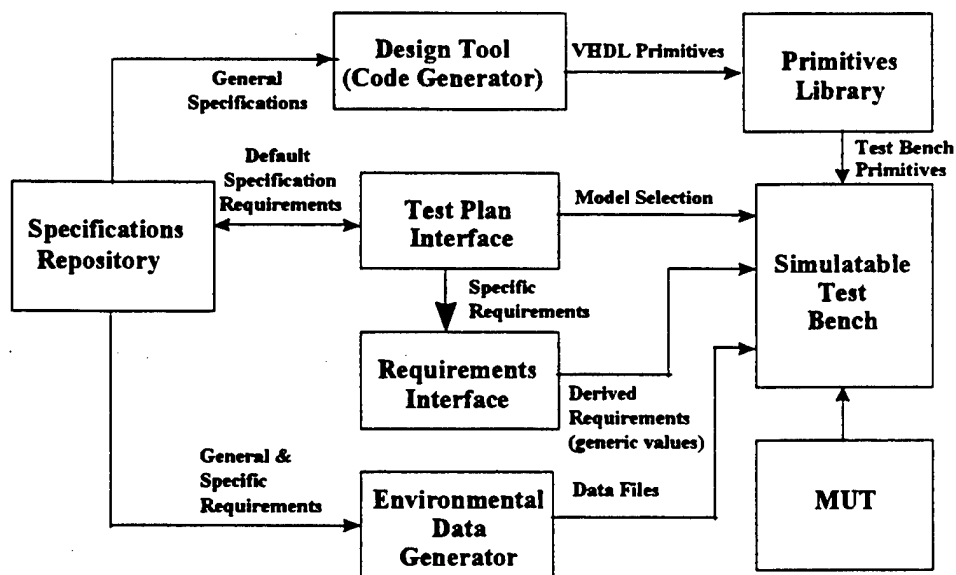 Design Tool
(Code Generator)
VHDL Primitives
Primitives
Library
General
Specifications
Test Bench
Primitives
Default
Specification
Requirements
Specifications
Repository
Test Plan
Interface
Model Selection
Simulatable
Test
Bench
Specific
Requirements
Requirements
Interface
Derived
Requirements
(generic values)
General &
Specific
Requirements
Environmental
Data
Generator
Data Files
MUT